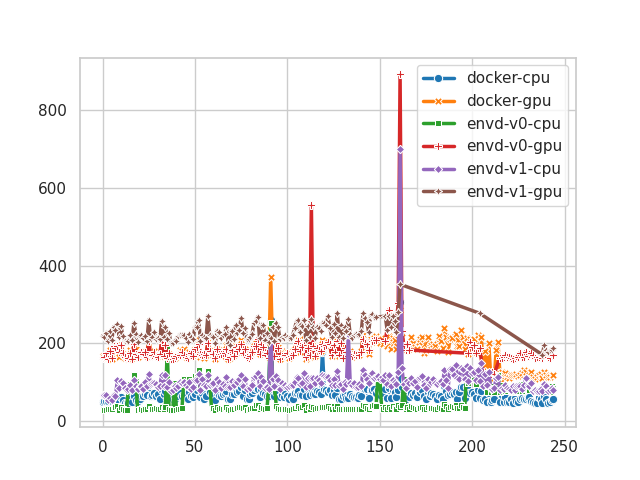 docker-cpu
docker-gpu
envd-v0-cpu
envd-v0-gpu
envd-v1-cpu
envd-v1-gpu
800
600
400
200
0
0
50
100
150
200
250